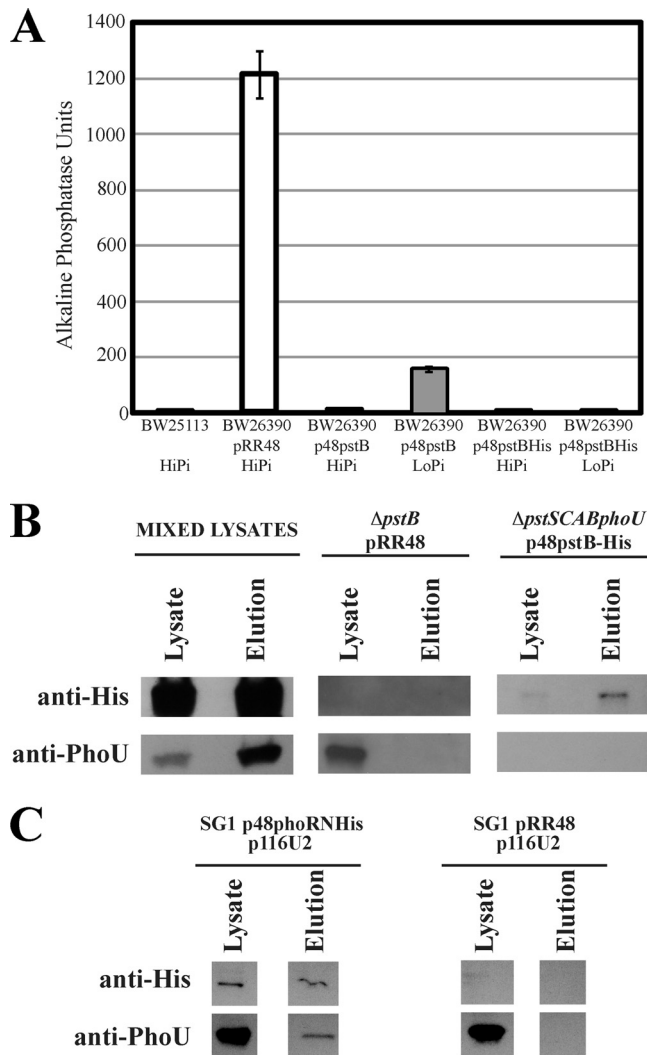 A
Alkaline Phosphatase Units
1400
1200
1000
800
600
400
200
0
BW25113 BW26390 BW26390 BW26390 BW26390 BW26390
pRR48 p48pstB p48pstB p48pstBHis p48pstBHis
HiPi HiPi HiPi LoPi HiPi LoPi
B
MIXED LYSATES
ΔpstB
pRR48
ΔpstSCABphoU
p48pstB-His
Lysate Elution Lysate Elution Lysate Elution
anti-His
anti-PhoU
C
SG1 p48phoRNHis
p116U2
SG1 pRR48
p116U2
Lysate Elution Lysate Elution
anti-His
anti-PhoU